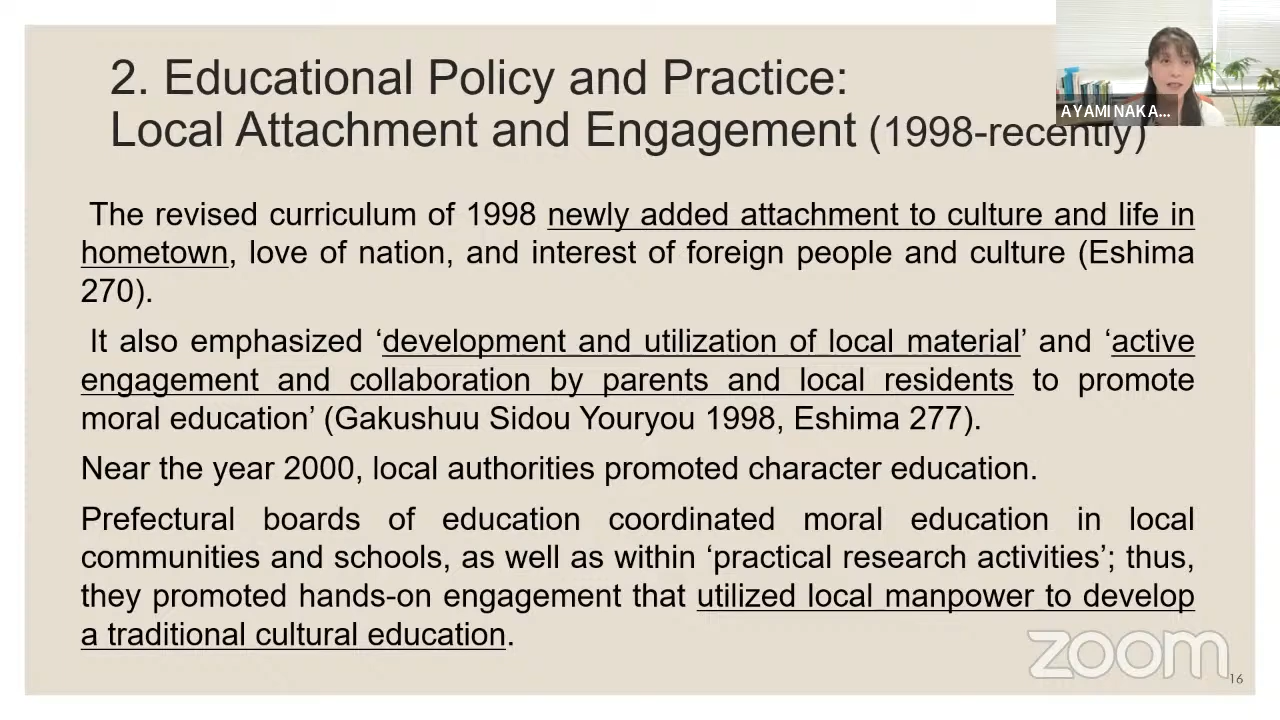 2. Educational Policy and Practice:
Local Attachment and Engagement (1998-recently)
AYAMI NAKA...
The revised curriculum of 1998 newly added attachment to culture and life in
hometown, love of nation, and interest of foreign people and culture (Eshima
270).
It also emphasized ‘development and utilization of local material’ and ‘active
engagement and collaboration by parents and local residents to promote
moral education’ (Gakushuu Sidou Youryou 1998, Eshima 277).
Near the year 2000, local authorities promoted character education.
Prefectural boards of education coordinated moral education in local
communities and schools, as well as within ‘practical research activities’; thus,
they promoted hands-on engagement that utilized local manpower to develop
a traditional cultural education.
zoom
16